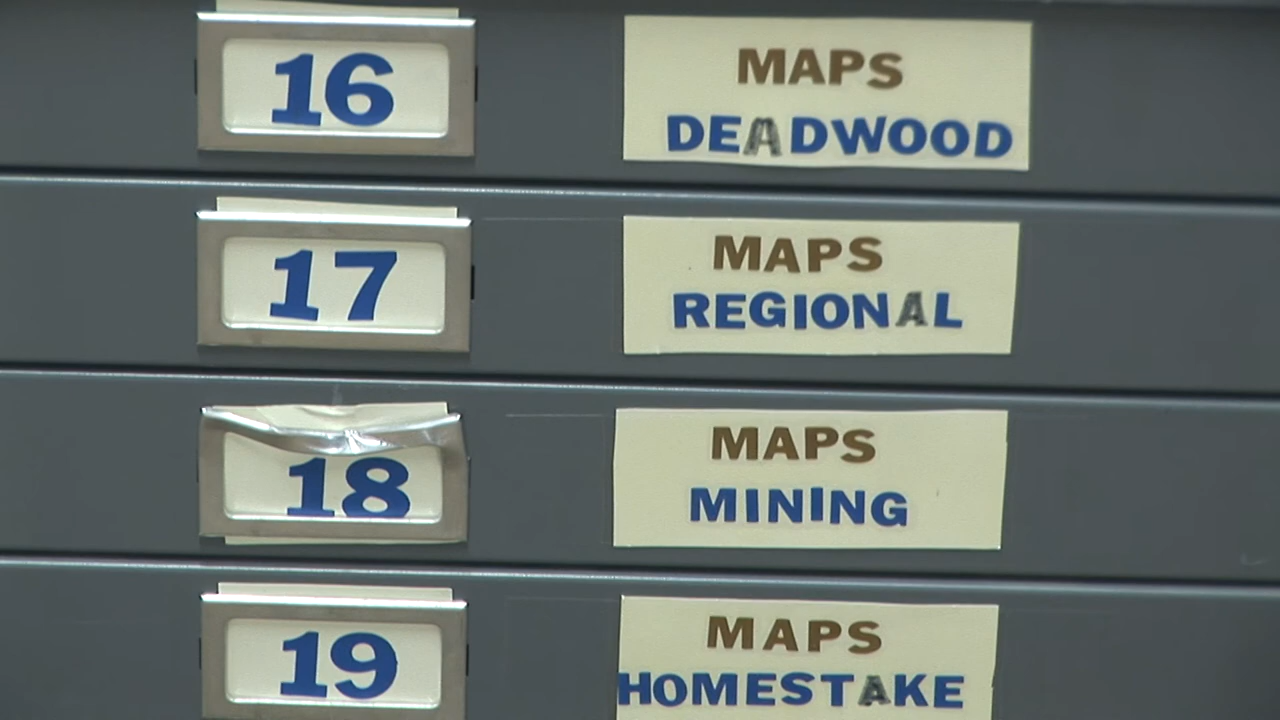 16
MAPS
DEADWOOD
17
MAPS
REGIONAL
18
MAPS
MINING
19
MAPS
HOMESTAKE